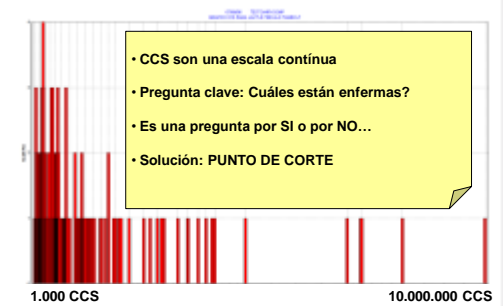 • CCS son una escala contínua
• Pregunta clave: Cuáles están enfermas?
• Es una pregunta por SI o por NO…
• Solución: PUNTO DE CORTE
1.000 CCS
10.000.000 CCS